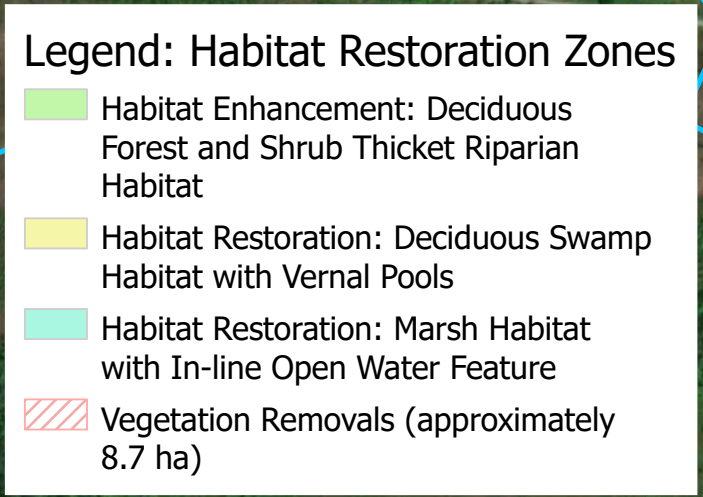 Legend: Habitat Restoration Zones
Habitat Enhancement: Deciduous
Forest and Shrub Thicket Riparian
Habitat
Habitat Restoration: Deciduous Swamp
Habitat with Vernal Pools
Habitat Restoration: Marsh Habitat
with In-line Open Water Feature
Vegetation Removals (approximately
8.7 ha)